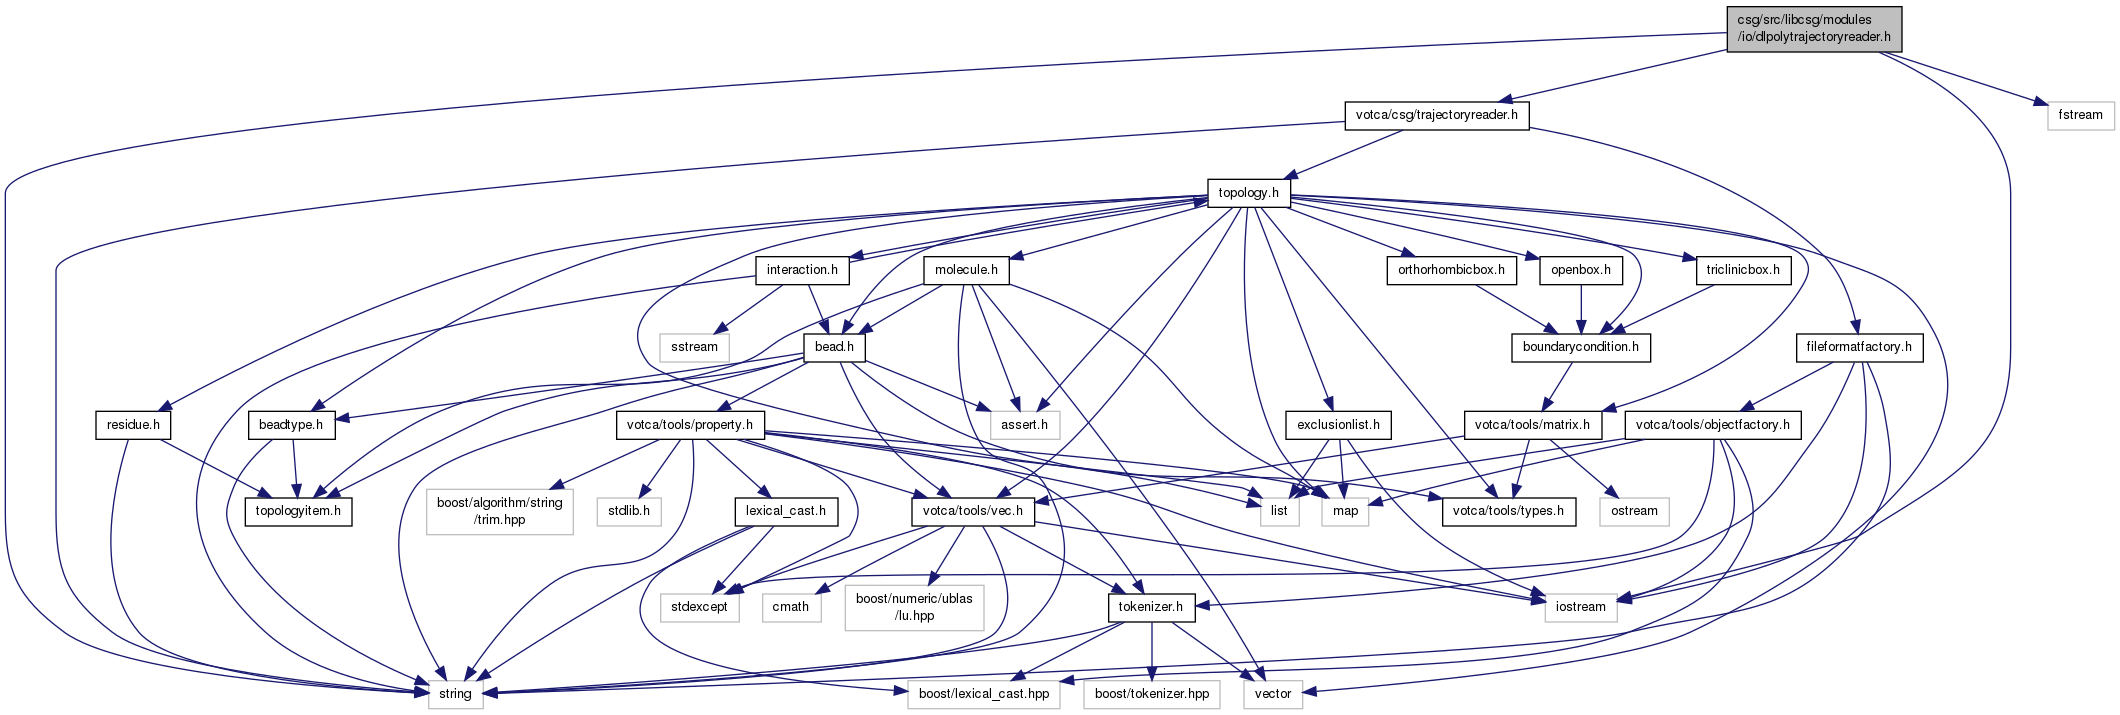 csg/src/libcsg/modules
/io/dlpolytrajectoryreader.h
votca/csg/trajectoryreader.h
fstream
topology.h
interaction.h
molecule.h
orthorhombicbox.h
openbox.h
triclinicbox.h
sstream
bead.h
boundarycondition.h
fileformatfactory.h
residue.h
beadtype.h
votca/tools/property.h
assert.h
exclusionlist.h
votca/tools/matrix.h
votca/tools/objectfactory.h
topologyitem.h
boost/algorithm/string
/trim.hpp
stdlib.h
lexical_cast.h
votca/tools/vec.h
list
map
votca/tools/types.h
ostream
stdexcept
cmath
boost/numeric/ublas
/lu.hpp
tokenizer.h
iostream
string
boost/lexical_cast.hpp
boost/tokenizer.hpp
vector